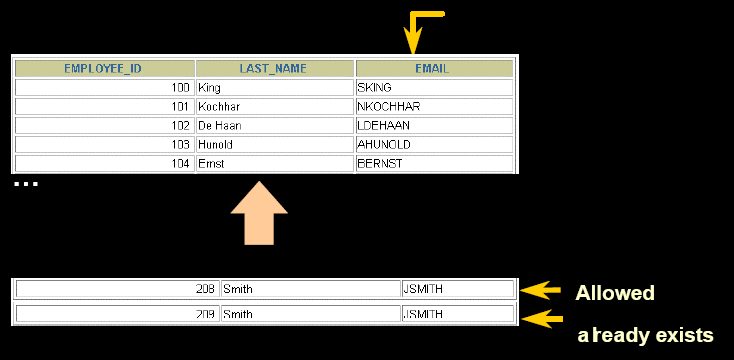 EMPLOYEE_ID LAST_NAME EMAIL
100 King SKING
101 Kochhar NKOCHHAR
102 De Haan LDEHAAN
103 Hunold AHUNOLD
104 Ernst BERNST
…
208 Smith JSMITH Allowed
209 Smith JSMITH
already exists